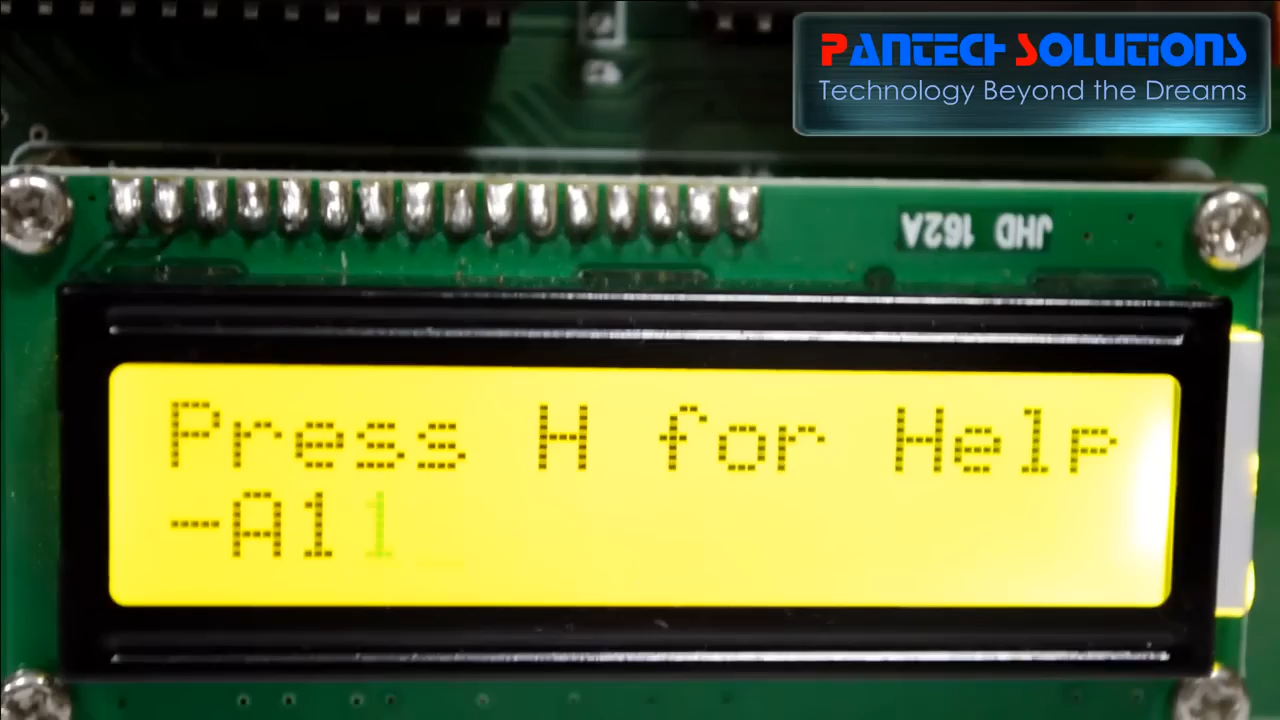 PANTECH SOLUTIONS
Technology Beyond the Dreams
JHD 162A
Press H for Help
-A11